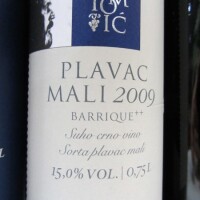 PLAVAC
MALI 2009
BARRIQUE++
Suho crno vino
Sorta plavac mali
15,0% VOL. | 0,75 L